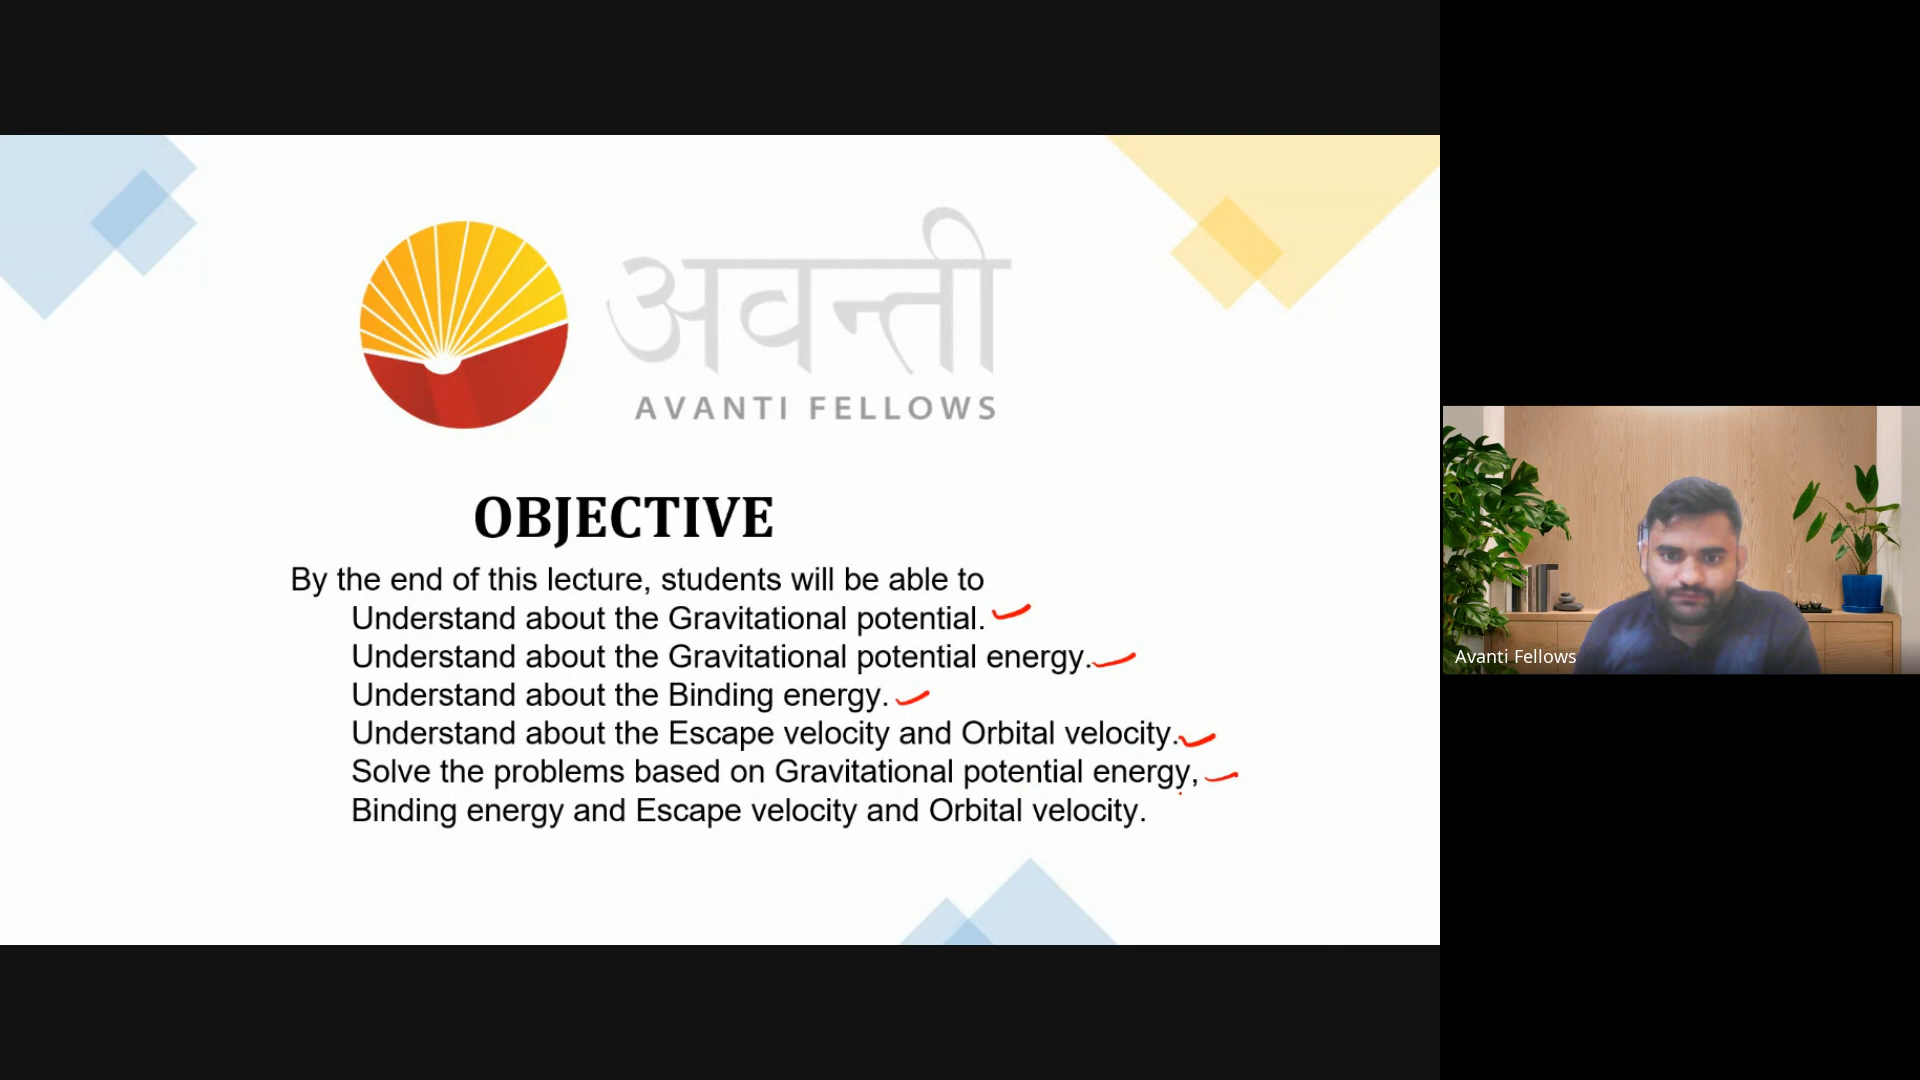 अवन्ती
AVANTI FELLOWS
OBJECTIVE
By the end of this lecture, students will be able to
Understand about the Gravitational potential.
Understand about the Gravitational potential energy.
Understand about the Binding energy.
Understand about the Escape velocity and Orbital velocity.
Solve the problems based on Gravitational potential energy,
Binding energy and Escape velocity and Orbital velocity.
Avanti Fellows